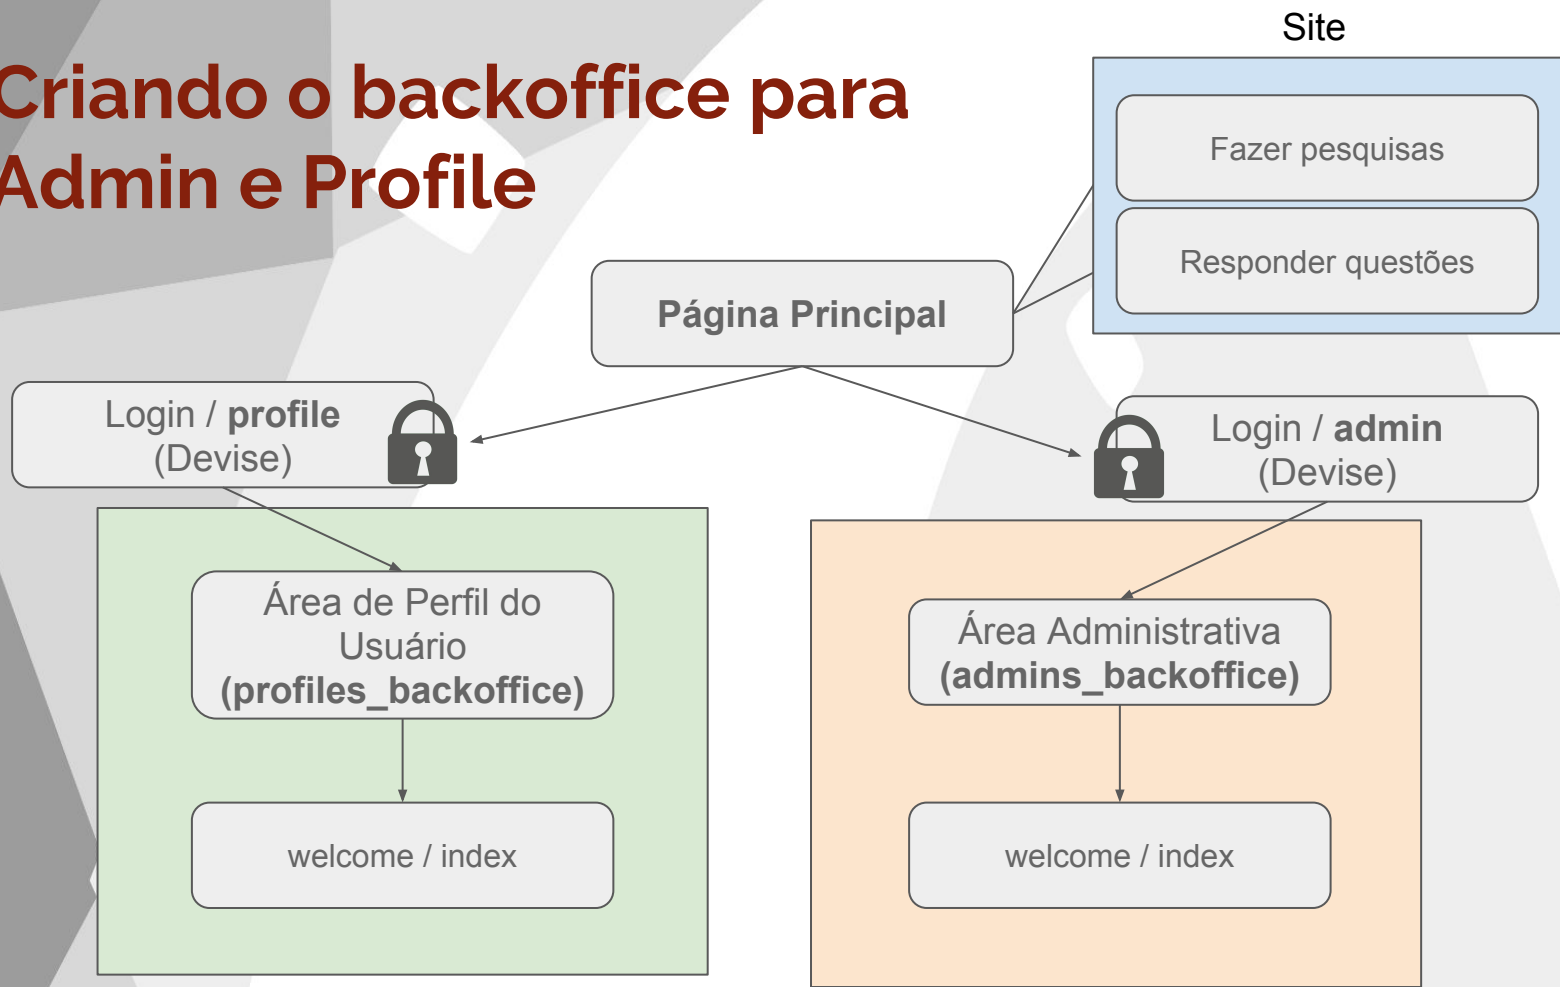 Criando o backoffice para
Admin e Profile
Site
Fazer pesquisas
Responder questões
Página Principal
Login / profile
(Devise)
Login / admin
(Devise)
Área de Perfil do
Usuário
(profiles_backoffice)
Área Administrativa
(admins_backoffice)
welcome / index
welcome / index